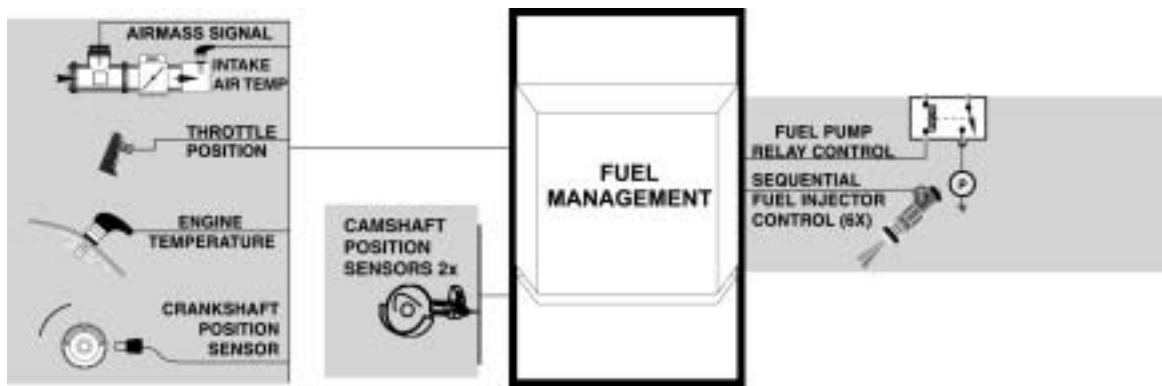 AIRMASS SIGNAL
INTAKE
AIR TEMP
THROTTLE
POSITION
ENGINE
TEMPERATURE
CRANKSHAFT
POSITION
SENSOR
CAMSHAFT
POSITION
SENSORS 2x
FUEL
MANAGEMENT
FUEL PUMP
RELAY CONTROL
SEQUENTIAL
FUEL INJECTOR
CONTROL (6X)
P